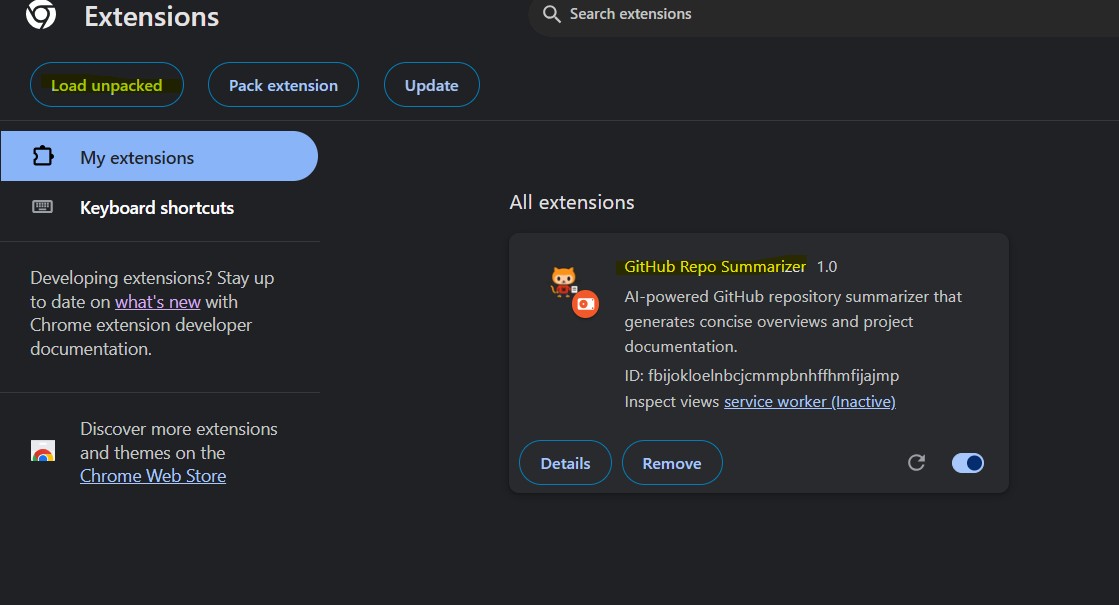 Extensions
Search extensions
Load unpacked
Pack extension
Update
My extensions
Keyboard shortcuts
Developing extensions? Stay up
to date on what's new with
Chrome extension developer
documentation.
Discover more extensions
and themes on the
Chrome Web Store
All extensions
GitHub Repo Summarizer 1.0
AI-powered GitHub repository summarizer that
generates concise overviews and project
documentation.
ID: fbijokloelnbcjcmmpbnhffhmfijajmp
Inspect views service worker (Inactive)
Details
Remove